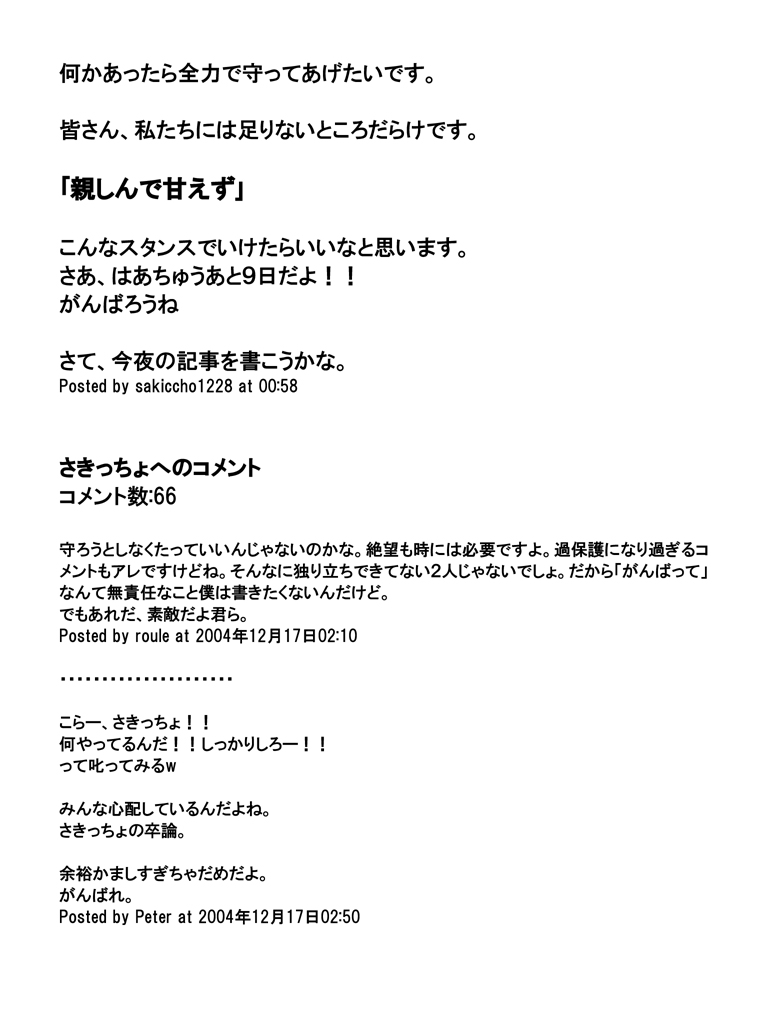 何かあったら全力で守ってあげたいです。
皆さん、私たちには足りないところだらけです。
「親しんで甘えず」
こんなスタンスでいけたらいいなと思います。
さあ、はあちゅうあと9日だよ！！
がんばろうね
さて、今夜の記事を書こうかな。
Posted by sakiccho1228 at 00:58
さきっちょへのコメント
コメント数:66
守ろうとしなくたっていいんじゃないのかな。絶望も時には必要ですよ。過保護になり過ぎるコ
メントもアレですけどね。そんなに独り立ちできてない2人じゃないでしょ。だから「がんばって」
なんて無責任なこと僕は書きたくないんだけど。
でもあれだ、素敵だよ君ら。
Posted by roule at 2004年12月17日02:10
・・・・・・・・・・・・・・・・・・・・・
こらー、さきっちょ！！
何やってるんだ！！しっかりしろー！！
って叱ってみるw
みんな心配しているんだよね。
さきっちょの卒論。
余裕かましすぎちゃだめだよ。
がんばれ。
Posted by Peter at 2004年12月17日02:50